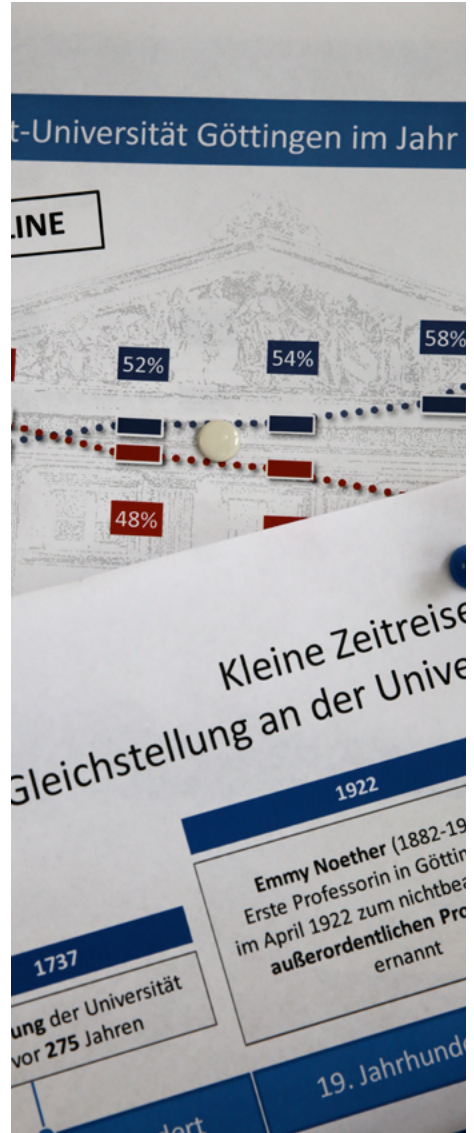 t-Universität Göttingen im Jahr
LINE
58%
52% 54%
48%
Kleine Zeitreise
Gleichstellung an der Unive
1922
Emmy Noether (1882-19
Erste Professorin in Götting
im April 1922 zum nichtbea
außerordentlichen Pro
ernannt
1737
ung der Universität
vor 275 Jahren
19. Jahrhunde
dert